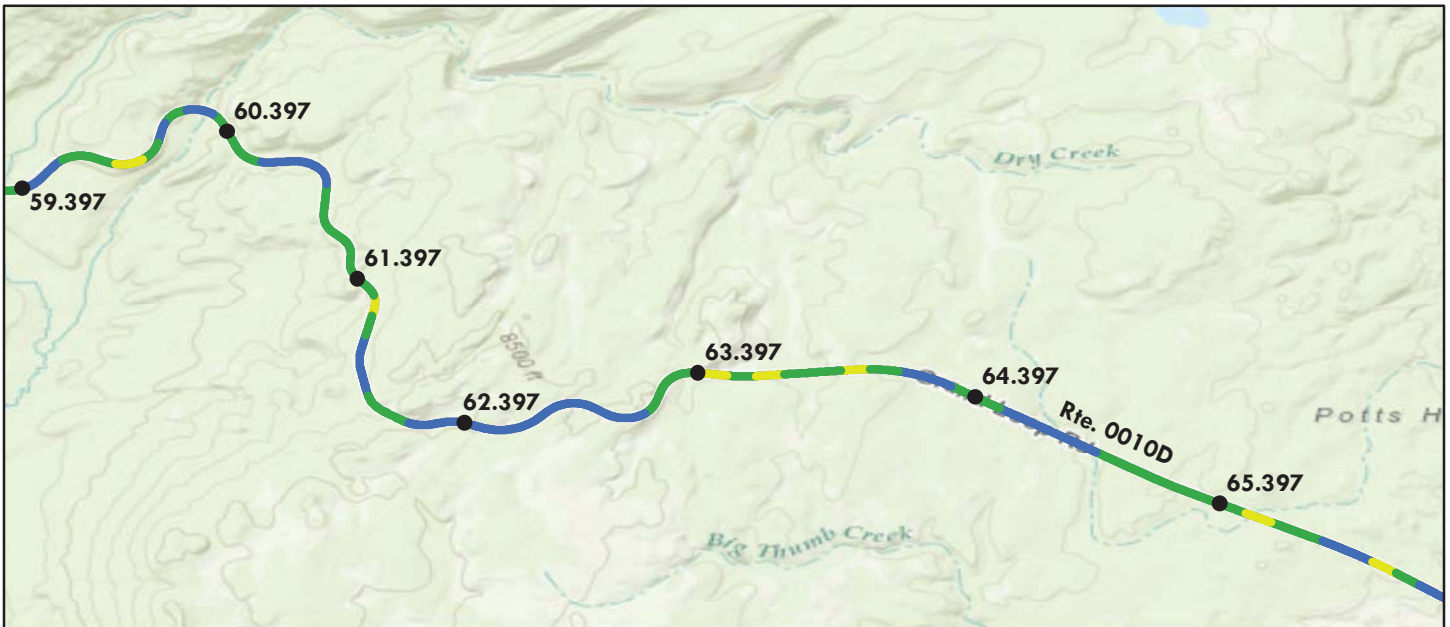 60.397
Dry Creek
59.397
61.397
8500 ft
63.397
64.397
62.397
Rte. 0010D
Potts H
65.397
Big Thumb Creek